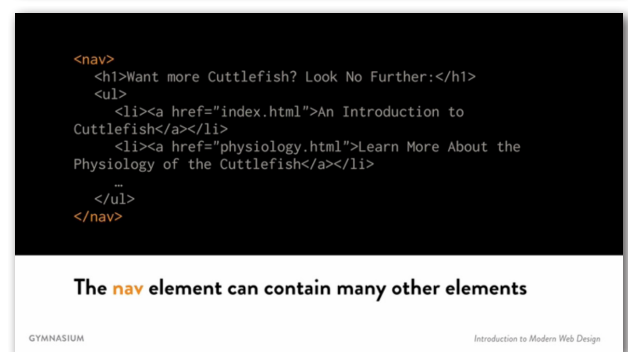 <nav>
<h1>Want more Cuttlefish? Look No Further:</h1>
<ul>
<li><a href="index.html">An Introduction to
Cuttlefish</a></li>
<li><a href="physiology.html">Learn More About the
Physiology of the Cuttlefish</a></li>
…
</ul>
</nav>
The nav element can contain many other elements
GYMNASIUM
Introduction to Modern Web Design